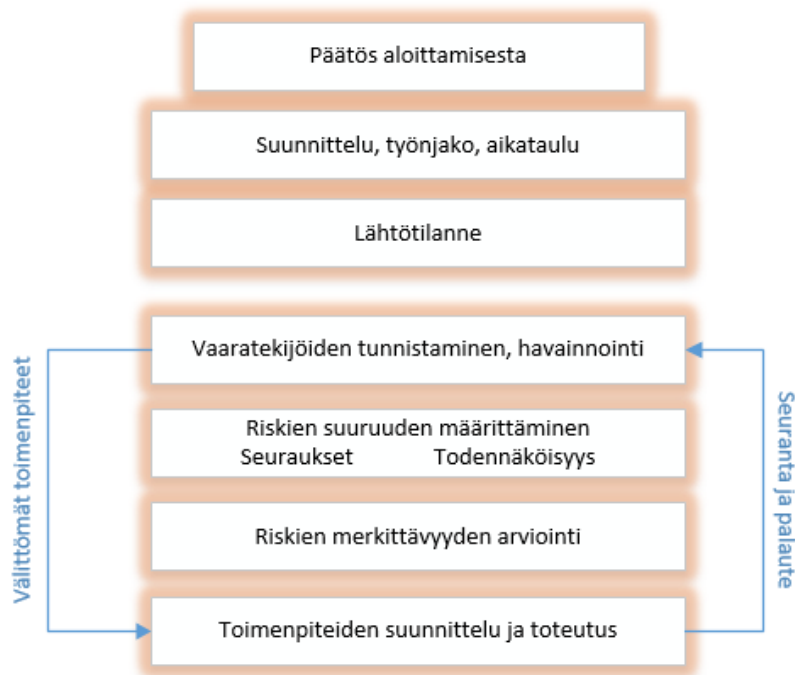 Päätös aloittamisesta
Suunnittelu, työnjako, aikataulu
Lähtötilanne
Vaaratekijöiden tunnistaminen, havainnointi
Riskien suuruuden määrittäminen
Seuraukset Todennäköisyys
Riskien merkittävyyden arviointi
Toimenpiteiden suunnittelu ja toteutus
Välittömät toimenpiteet
Seuranta ja palaute